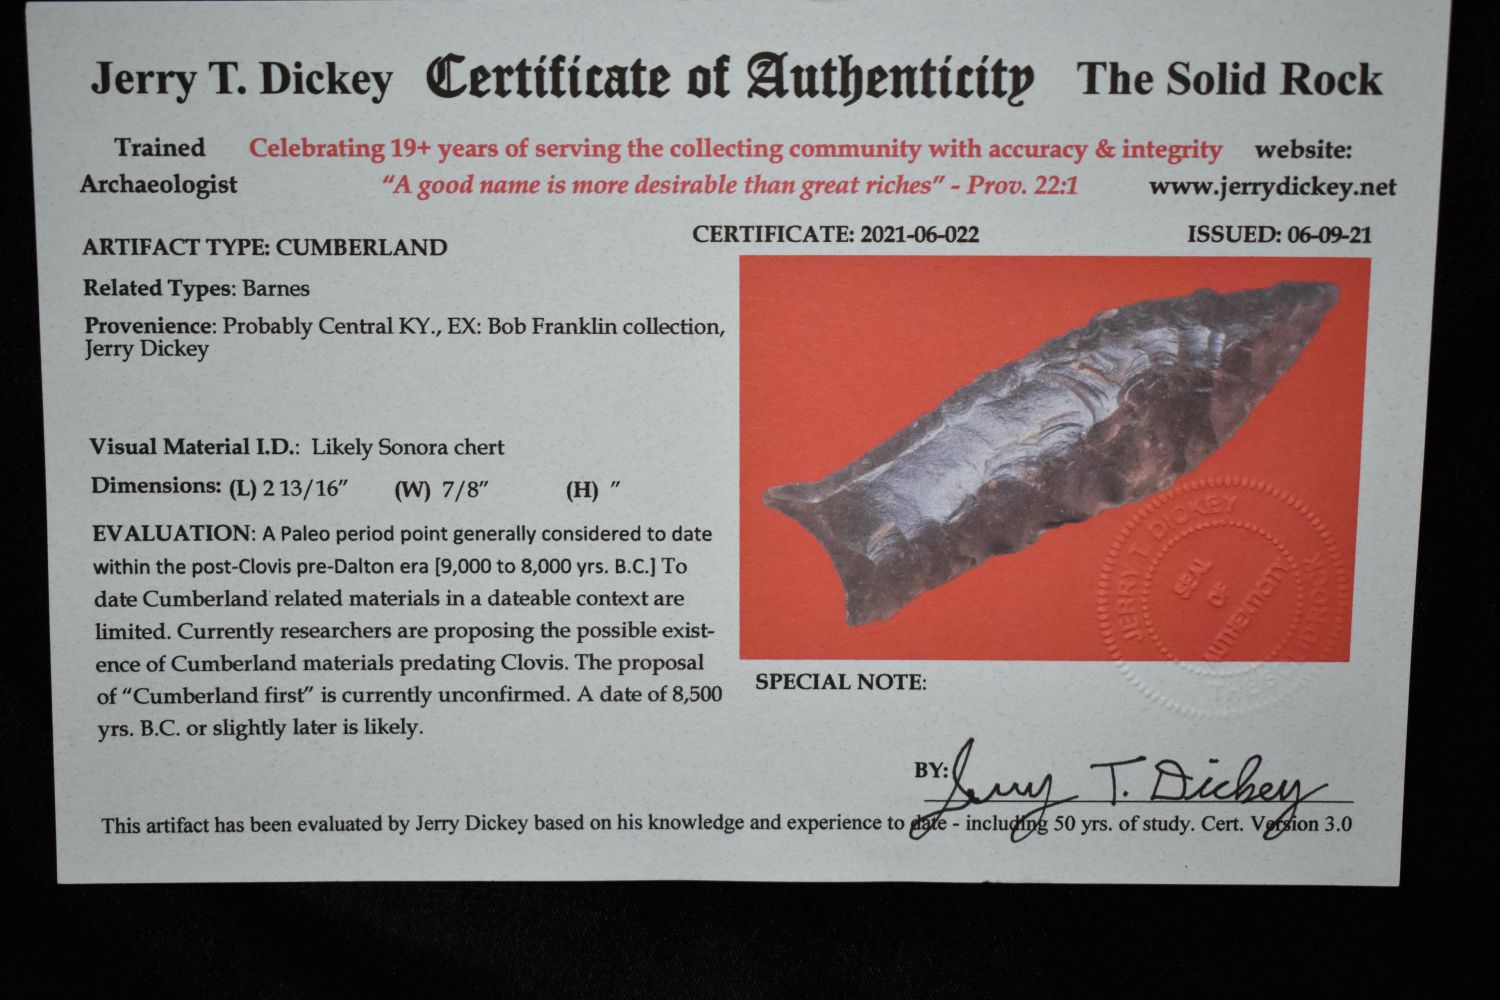 Jerry T. Dickey Certificate of Authenticity The Solid Rock
Trained Archaeologist
Celebrating 19+ years of serving the collecting community with accuracy & integrity
"A good name is more desirable than great riches" - Prov. 22:1
website:
www.jerrydickey.net
ARTIFACT TYPE: CUMBERLAND
CERTIFICATE: 2021-06-022
ISSUED: 06-09-21
Related Types: Barnes
Provenience: Probably Central KY., EX: Bob Franklin collection,
Jerry Dickey
Visual Material I.D.: Likely Sonora chert
Dimensions: (L) 2 13/16" (W) 7/8" (H) "
EVALUATION: A Paleo period point generally considered to date
within the post-Clovis pre-Dalton era [9,000 to 8,000 yrs. B.C.] To
date Cumberland related materials in a dateable context are
limited. Currently researchers are proposing the possible exist-
ence of Cumberland materials predating Clovis. The proposal
of "Cumberland first" is currently unconfirmed. A date of 8,500
yrs. B.C. or slightly later is likely.
JERRY T DICKEY
SEAL
OF
AUTHENTICITY
SPECIAL NOTE:
BY: Jerry T. Dickey
This artifact has been evaluated by Jerry Dickey based on his knowledge and experience to date - including 50 yrs. of study. Cert. Version 3.0